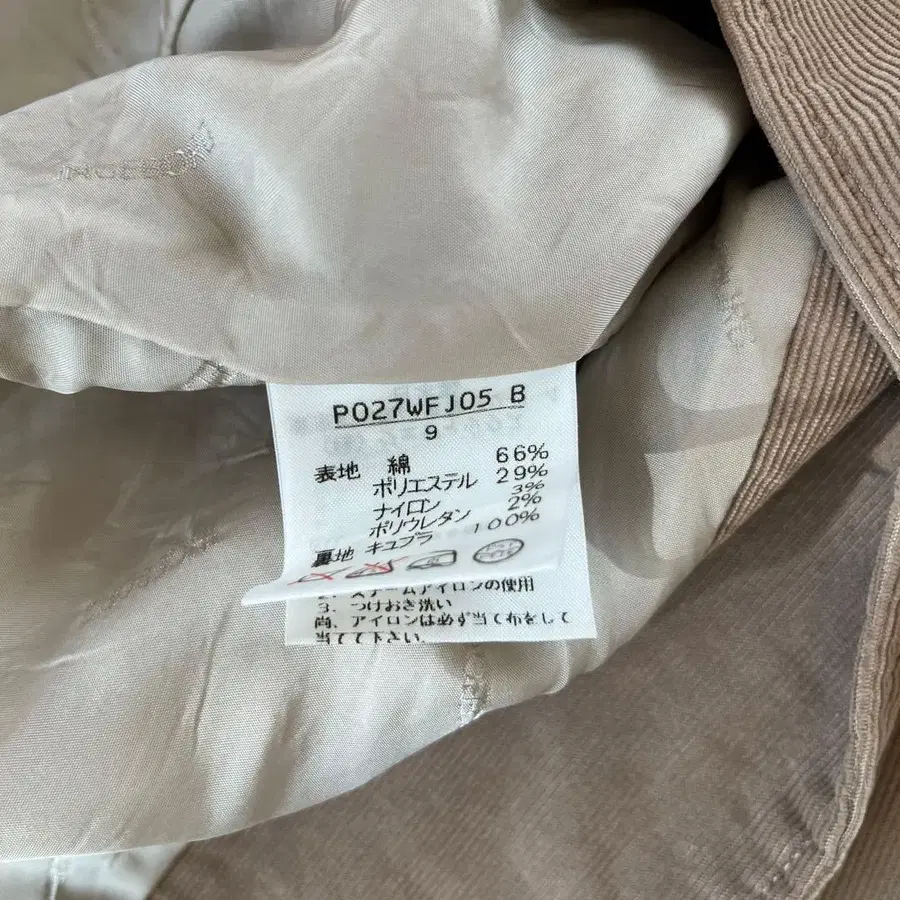 P027WFJ05 B
9
表地 綿 66%
ポリエステル 29%
ナイロン 3%
ポリウレタン 2%
裏地 キュプラ 100%
2、スチームアイロンの使用
3、つけおき洗い
尚、アイロンは必ず当て布をして
当てて下さい。